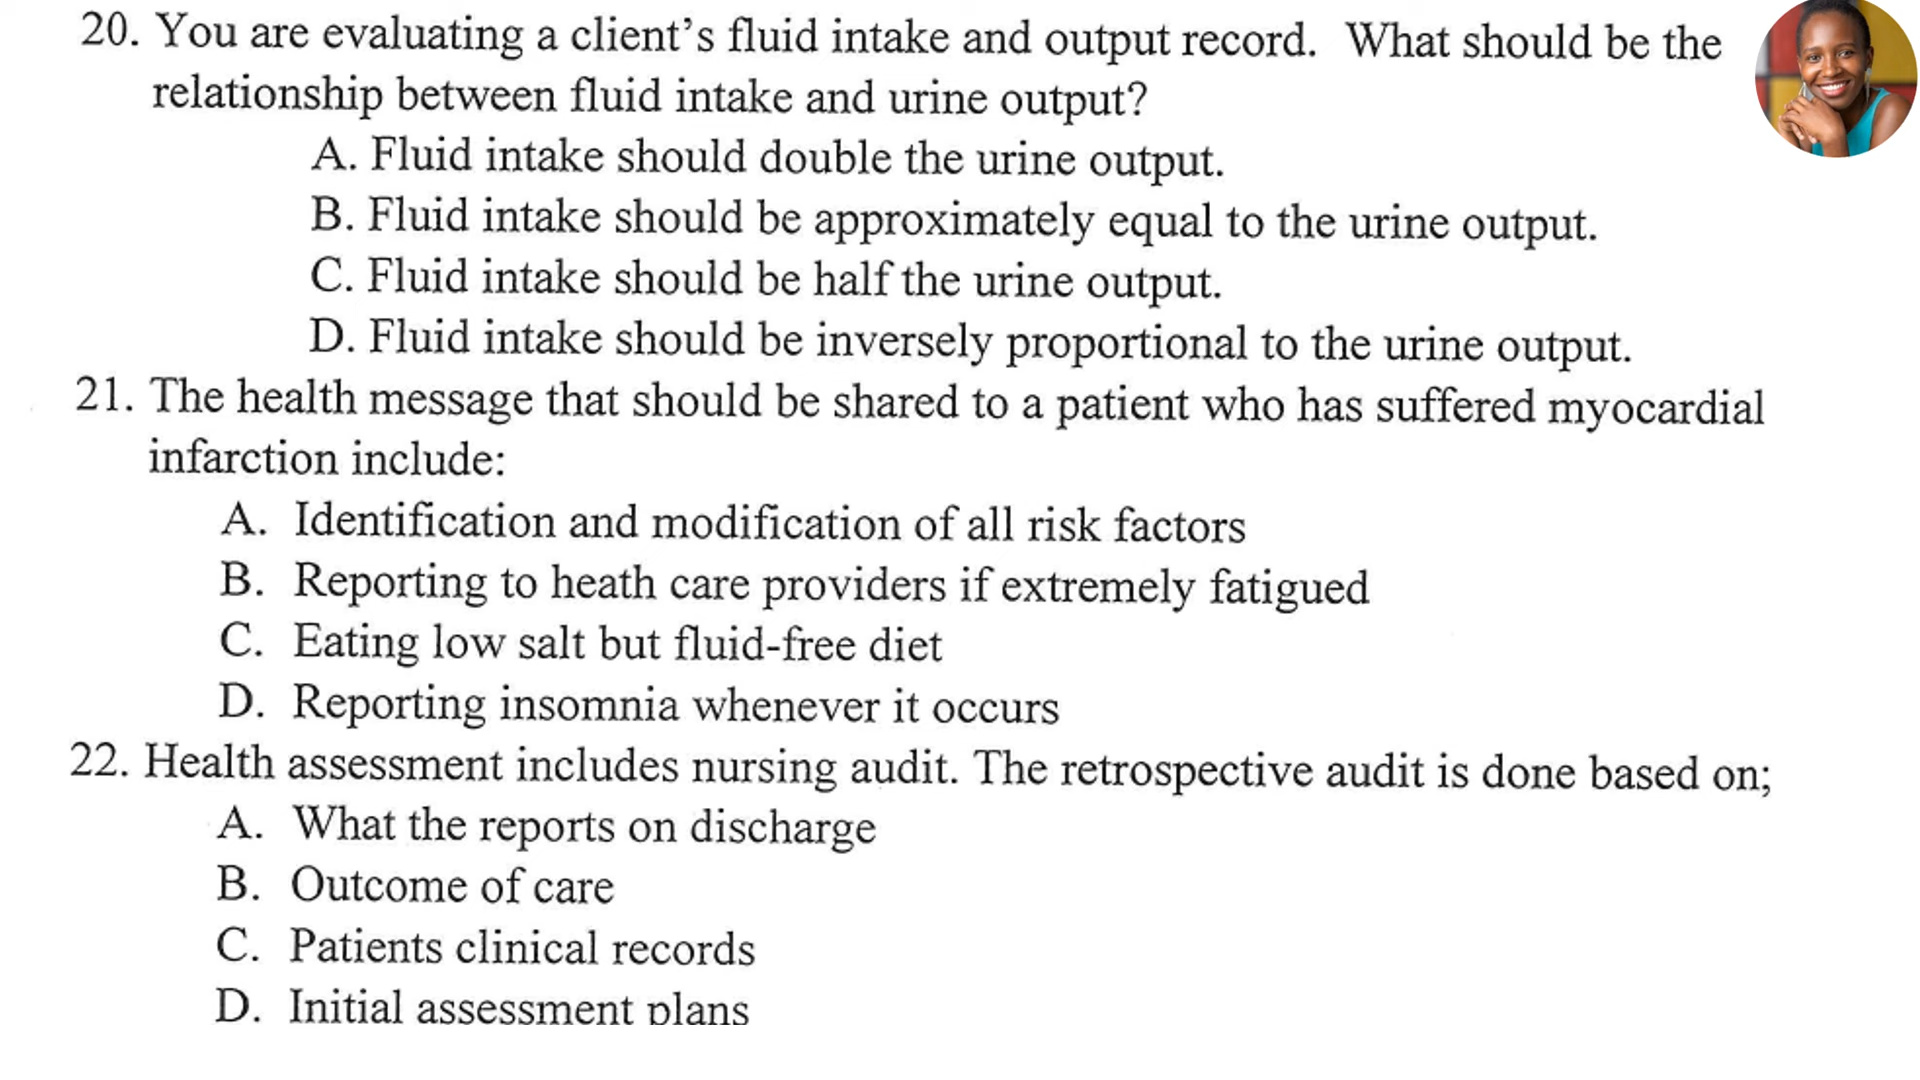 20. You are evaluating a client's fluid intake and output record. What should be the
relationship between fluid intake and urine output?
A. Fluid intake should double the urine output.
B. Fluid intake should be approximately equal to the urine output.
C. Fluid intake should be half the urine output.
D. Fluid intake should be inversely proportional to the urine output.
21. The health message that should be shared to a patient who has suffered myocardial
infarction include:
A. Identification and modification of all risk factors
B. Reporting to heath care providers if extremely fatigued
C. Eating low salt but fluid-free diet
D. Reporting insomnia whenever it occurs
22. Health assessment includes nursing audit. The retrospective audit is done based on;
A. What the reports on discharge
B. Outcome of care
C. Patients clinical records
D. Initial assessment plans